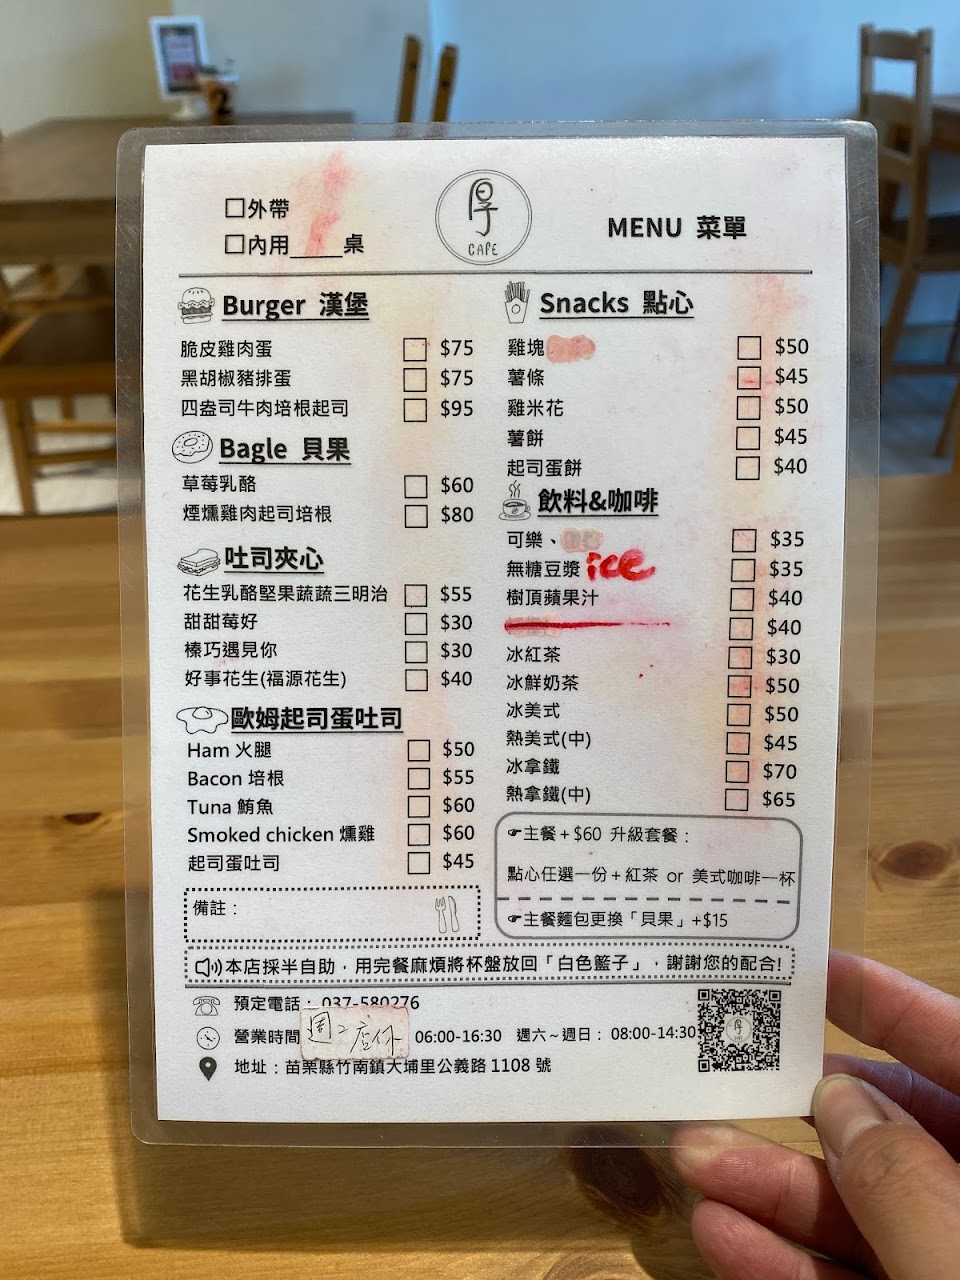 2
□外帶
□內用_____桌
厚
CAFE
MENU 菜單
Burger 漢堡
脆皮雞肉蛋 □ $75
黑胡椒豬排蛋 □ $75
四盎司牛肉培根起司 □ $95
Bagle 貝果
草莓乳酪 □ $60
煙燻雞肉起司培根 □ $80
吐司夾心
花生乳酪堅果蔬蔬三明治 □ $55
甜甜莓好 □ $30
榛巧遇見你 □ $30
好事花生(福源花生) □ $40
歐姆起司蛋吐司
Ham 火腿 □ $50
Bacon 培根 □ $55
Tuna 鮪魚 □ $60
Smoked chicken 燻雞 □ $60
起司蛋吐司 □ $45
備註：
Snacks 點心
雞塊 □ $50
薯條 □ $45
雞米花 □ $50
薯餅 □ $45
起司蛋餅 □ $40
飲料&咖啡
可樂、 □ $35
無糖豆漿 ice □ $35
樹頂蘋果汁 □ $40
□ $40
冰紅茶 □ $30
冰鮮奶茶 □ $50
冰美式 □ $50
熱美式(中) □ $45
冰拿鐵 □ $70
熱拿鐵(中) □ $65
☞主餐+$60 升級套餐：
點心任選一份+紅茶 or 美式咖啡一杯
☞主餐麵包更換「貝果」+$15
本店採半自助，用完餐麻煩將杯盤放回「白色籃子」，謝謝您的配合!
預定電話：037-580276
營業時間 週二店休 06:00-16:30 週六~週日：08:00-14:30
地址：苗栗縣竹南鎮大埔里公義路1108號